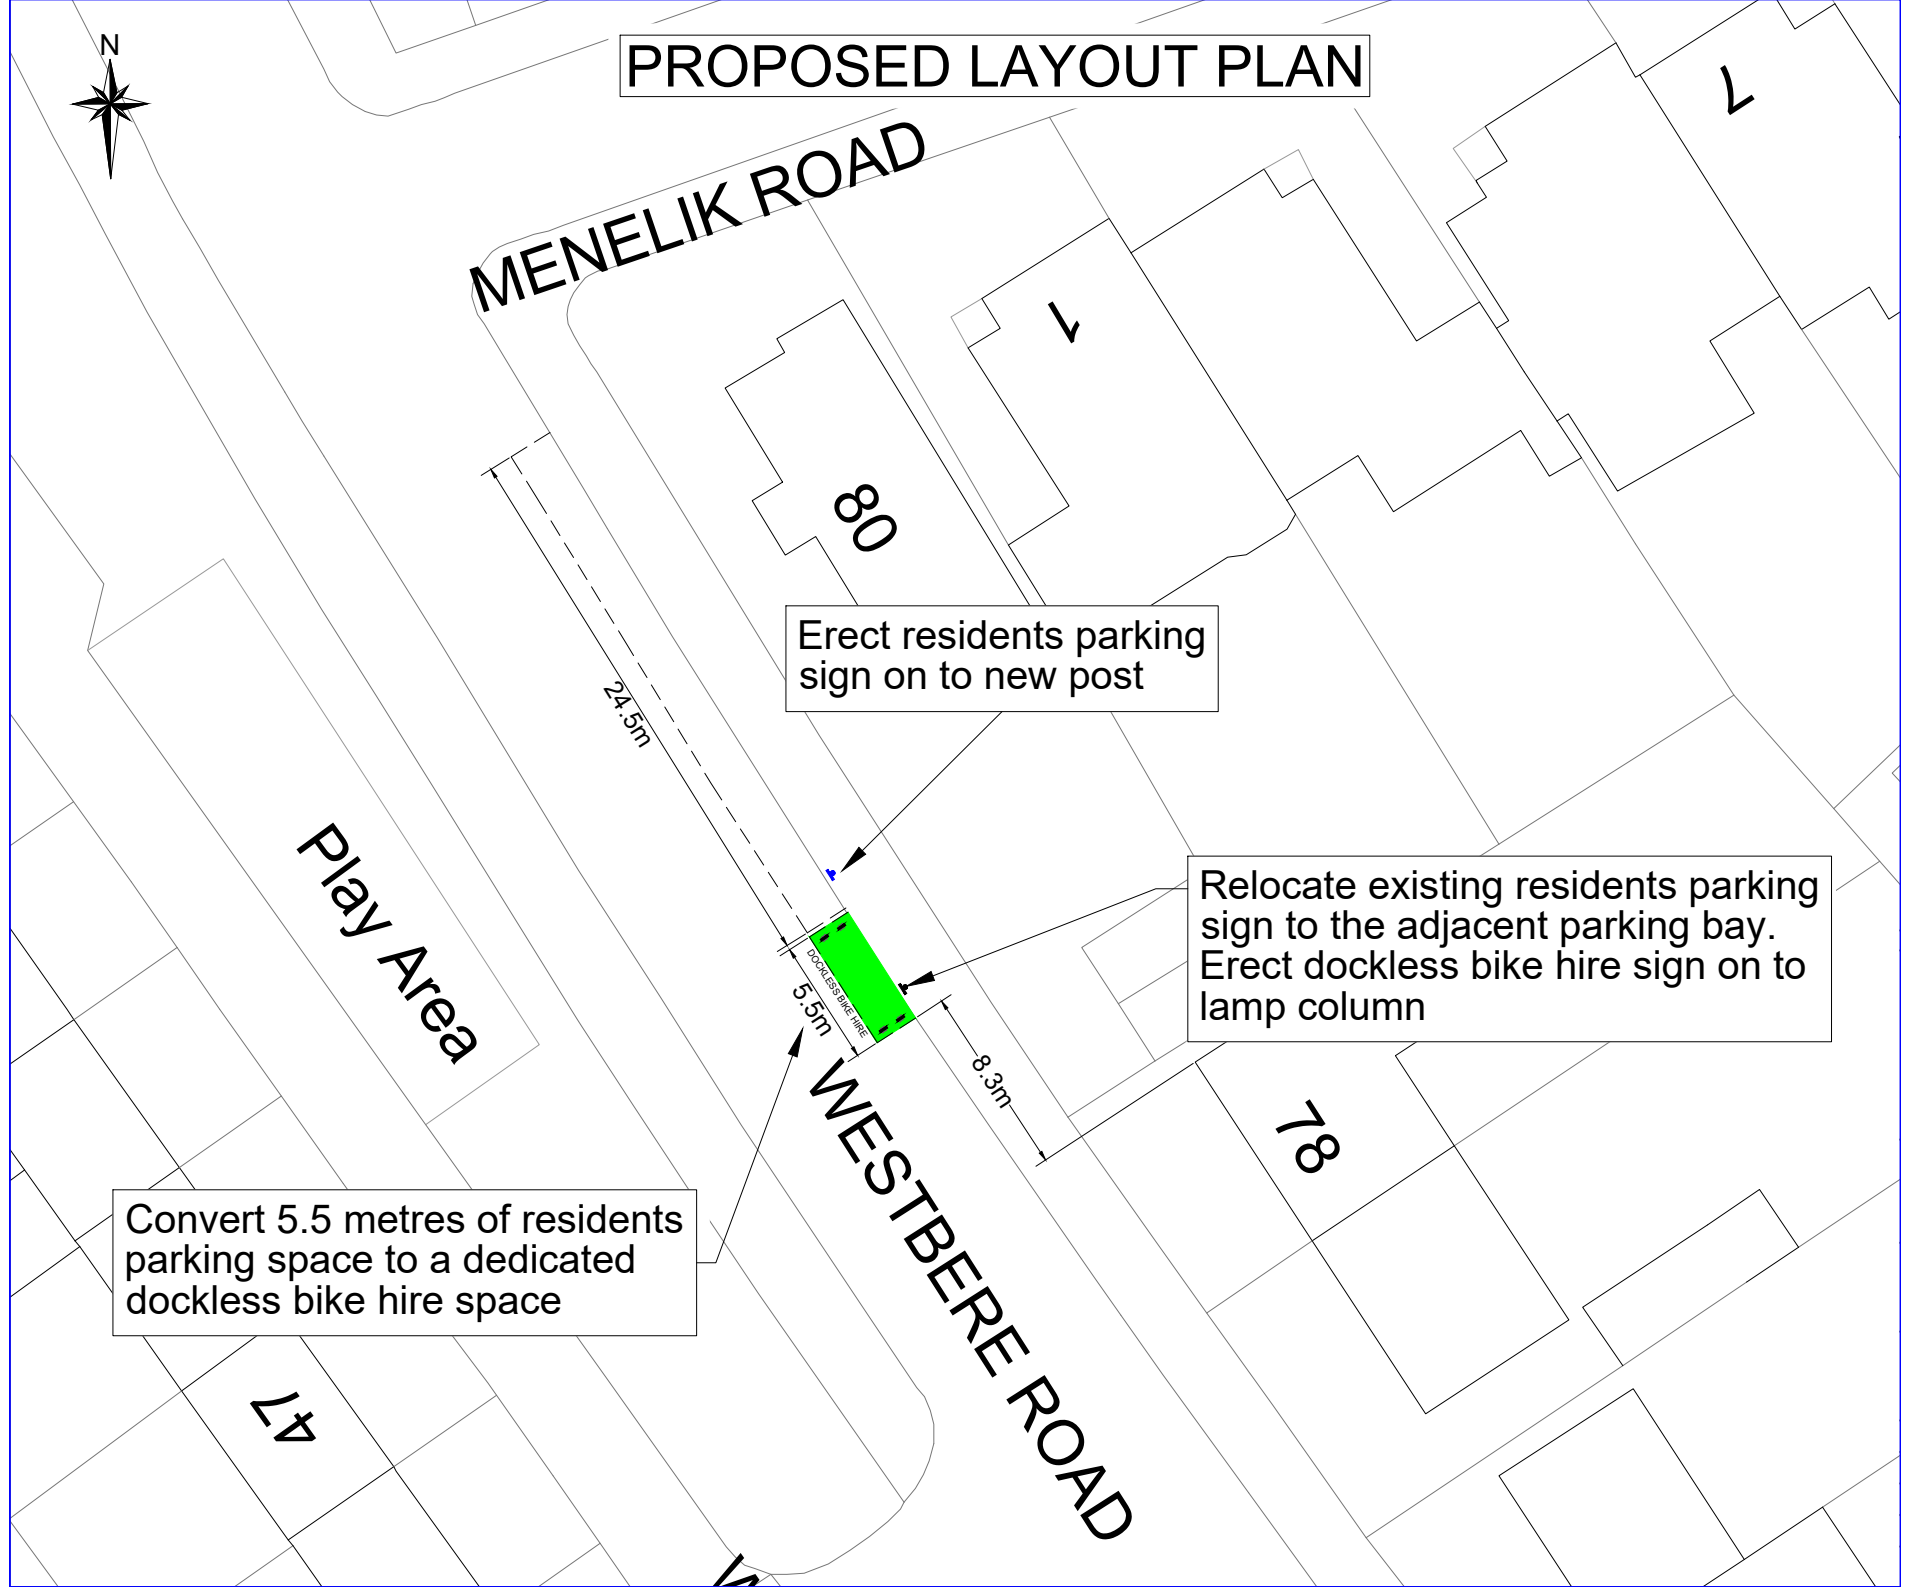 N
PROPOSED LAYOUT PLAN
MENELIK ROAD
7
1
80
Erect residents parking
sign on to new post
24.5m
Play Area
Relocate existing residents parking
sign to the adjacent parking bay.
Erect dockless bike hire sign on to
lamp column
DOCKLESS BIKE HIRE
5.5m
8.3m
WESTBERE ROAD
78
Convert 5.5 metres of residents
parking space to a dedicated
dockless bike hire space
47
W